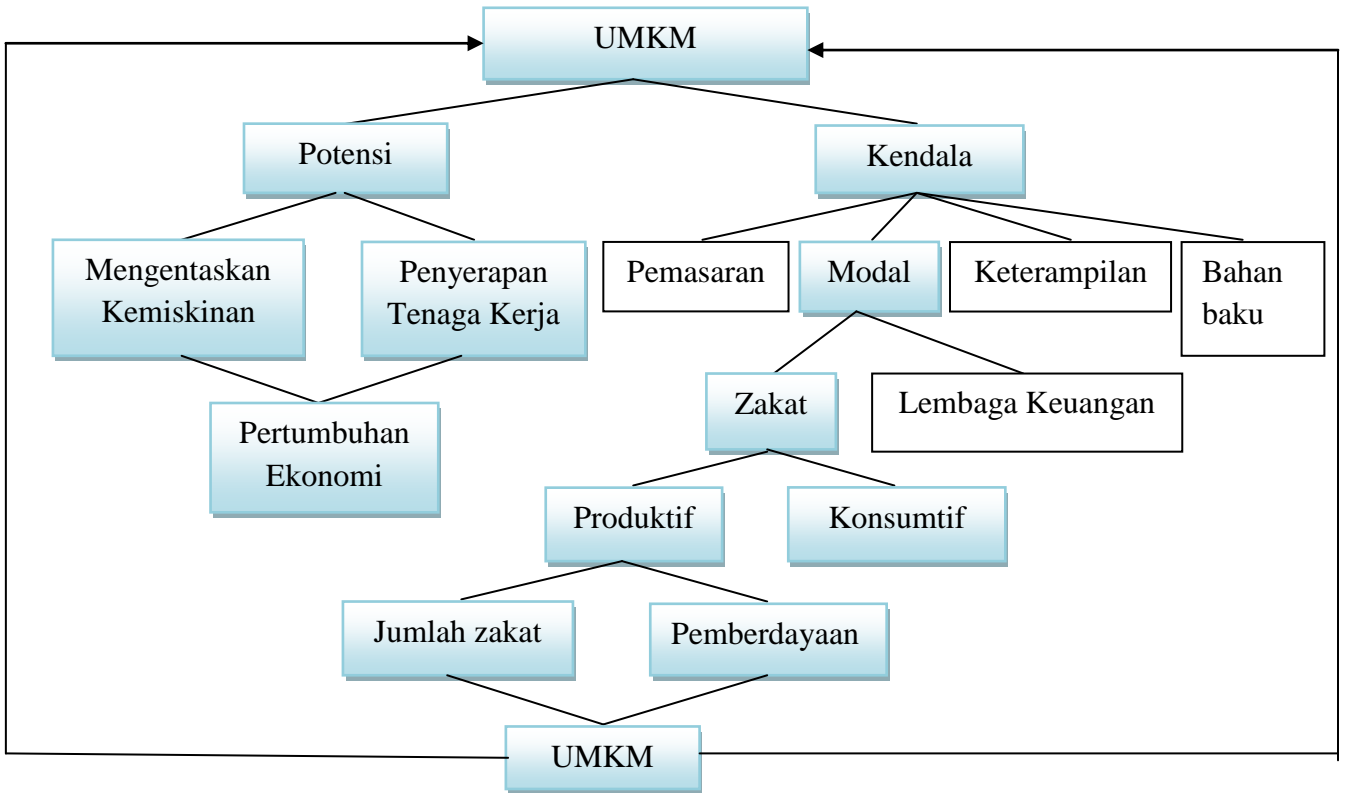 UMKM
Potensi
Kendala
Mengentaskan
Kemiskinan
Penyerapan
Tenaga Kerja
Pemasaran
Modal
Keterampilan
Bahan
baku
Zakat
Lembaga Keuangan
Pertumbuhan
Ekonomi
Produktif
Konsumtif
Jumlah zakat
Pemberdayaan
UMKM